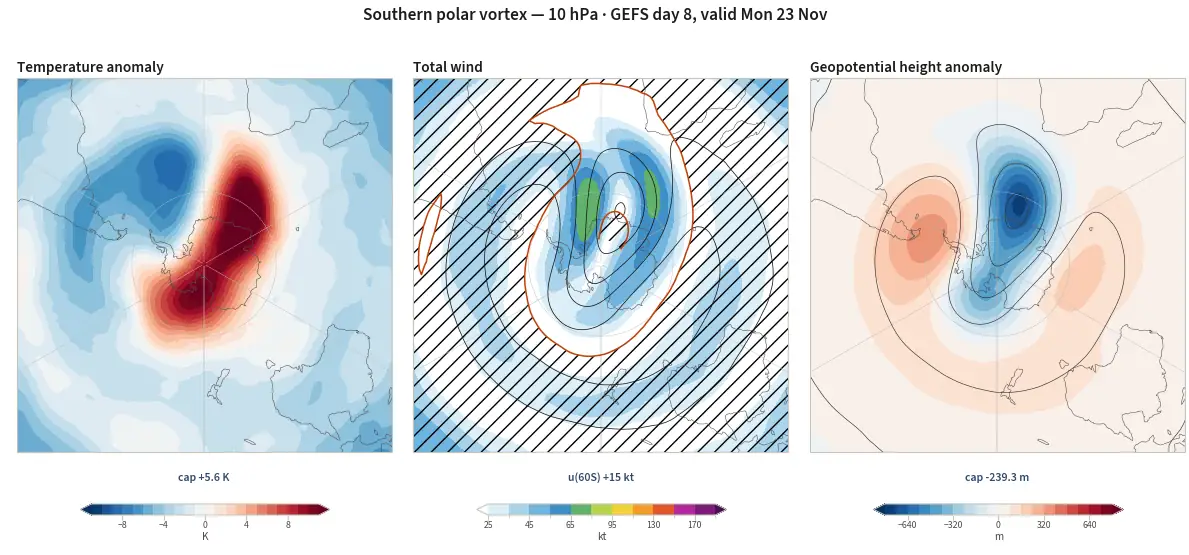 Southern polar vortex — 10 hPa · GEFS day 8, valid Mon 23 Nov
Temperature anomaly
Total wind
Geopotential height anomaly
cap +5.6 K
u(60S) +15 kt
cap -239.3 m
−8 −4 0 4 8
K
25 45 65 95 130 170
kt
−640 −320 0 320 640
m